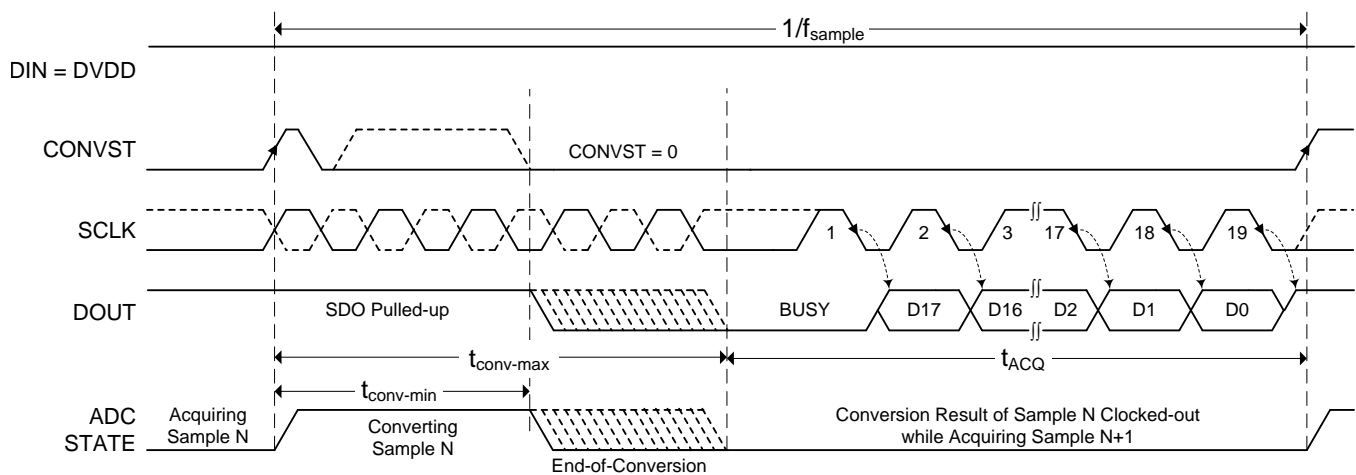 1/fsample
DIN = DVDD
CONVST
CONVST = 0
SCLK
1
2
3
17
18
19
DOUT
SDO Pulled-up
BUSY
D17
D16
D2
D1
D0
tconv-max
tACQ
tconv-min
ADC
STATE
Acquiring
Sample N
Converting
Sample N
End-of-Conversion
Conversion Result of Sample N Clocked-out
while Acquiring Sample N+1